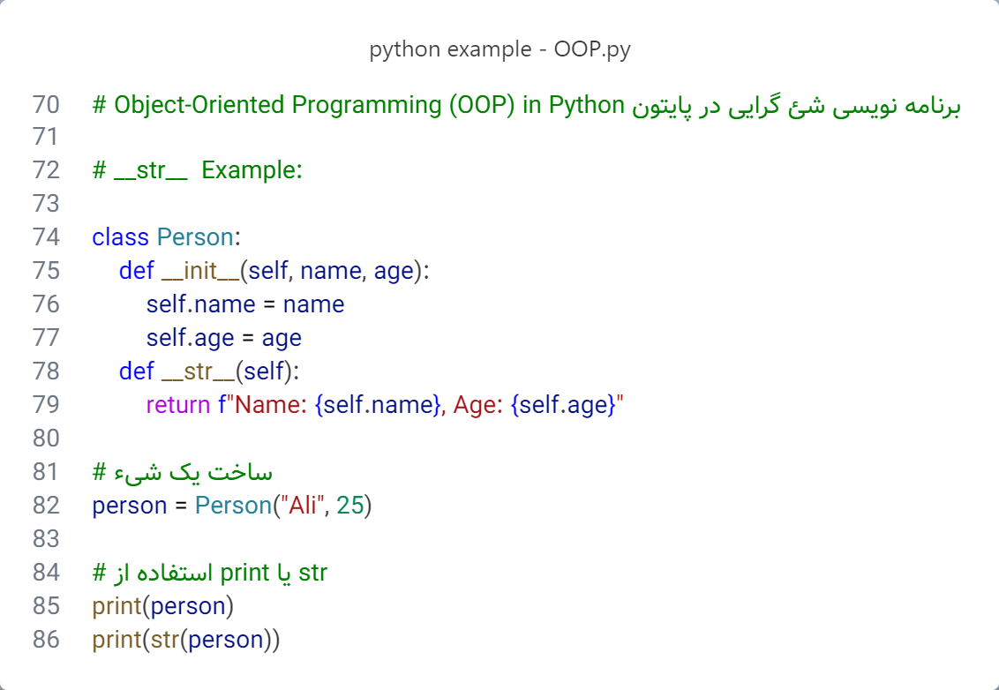 python example - OOP.py
70 # Object-Oriented Programming (OOP) in Python برنامه نویسی شئ گرایی در پایتون
71
72 # __str__  Example:
73
74 class Person:
75     def __init__(self, name, age):
76         self.name = name
77         self.age = age
78     def __str__(self):
79         return f"Name: {self.name}, Age: {self.age}"
80
81 # ساخت یک شیء
82 person = Person("Ali", 25)
83
84 # استفاده از print یا str
85 print(person)
86 print(str(person))